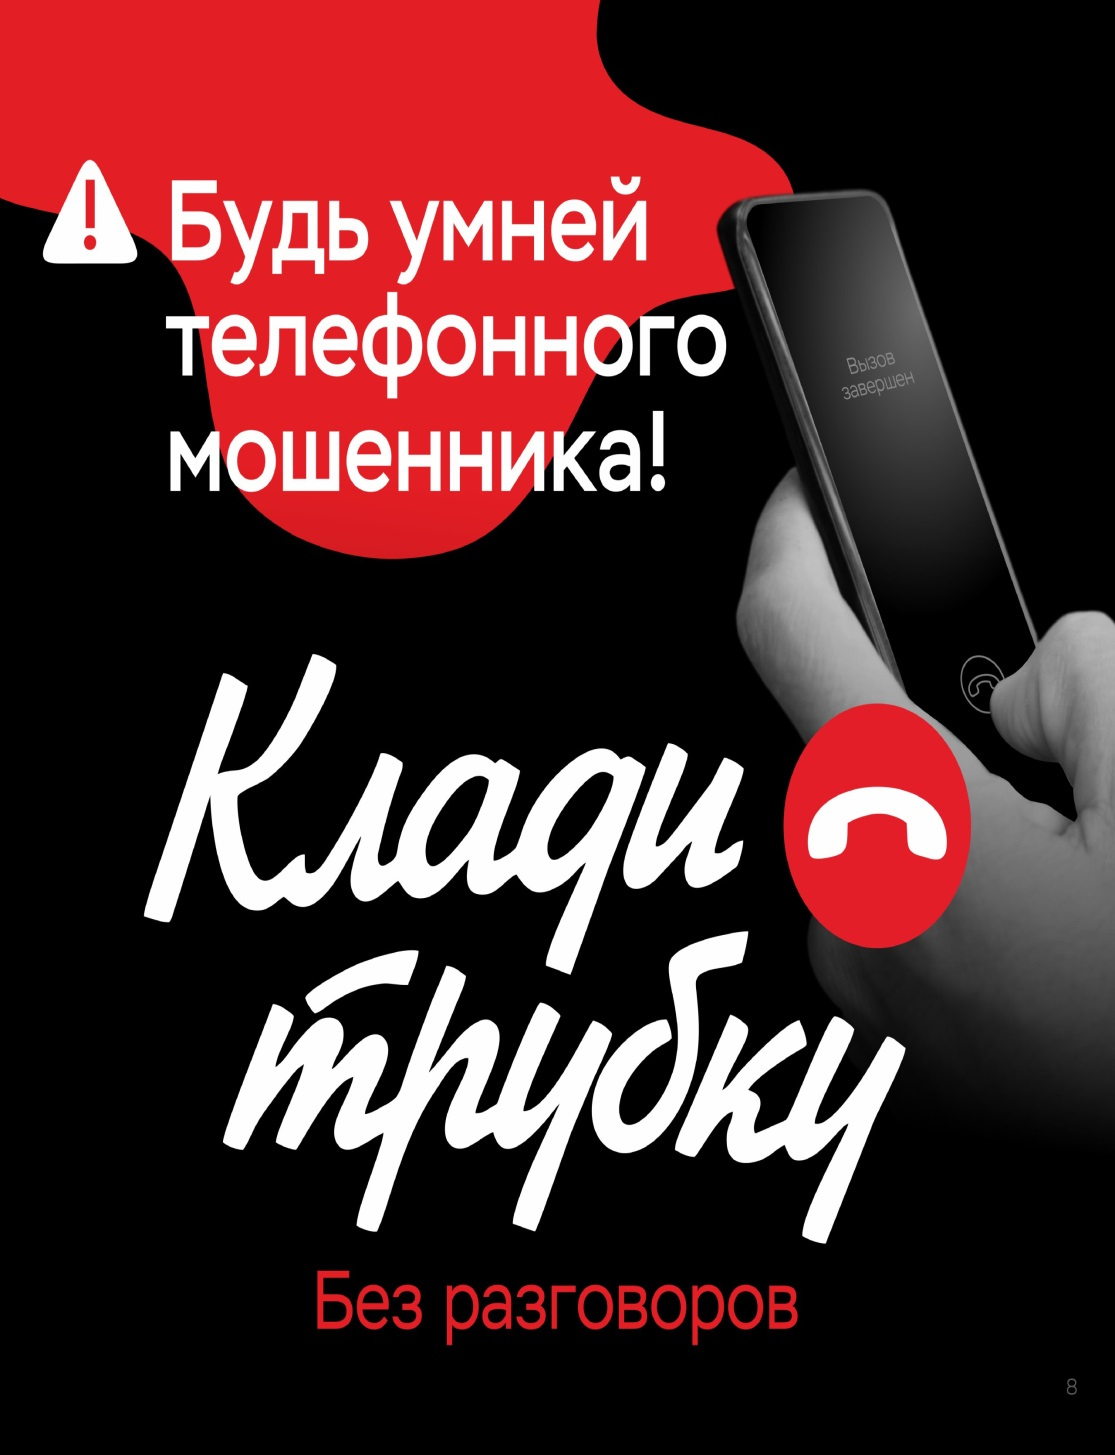 Будь умней
телефонного
мошенника!
Вызов
завершен
Клади
трубку
Без разговоров
8